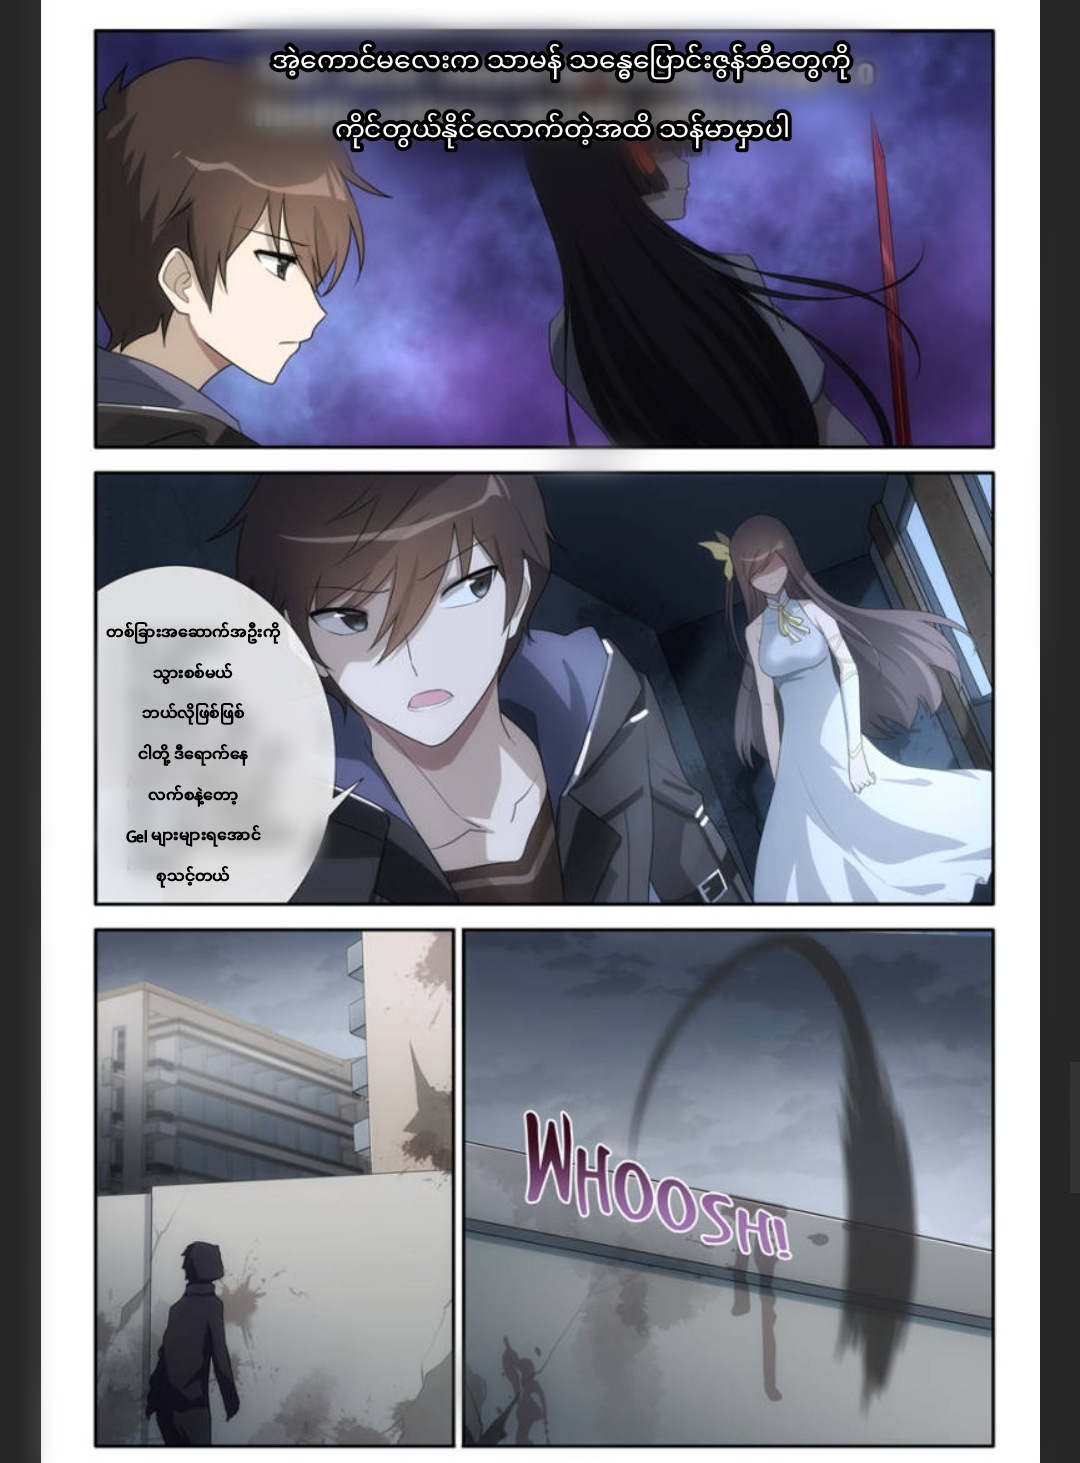 အဲ့ကောင်မလေးက သာမန် သန္ဓေပြောင်းဇွန်ဘီတွေကို
ကိုင်တွယ်နိုင်လောက်တဲ့အထိ သန်မာမှာပါ
တစ်ခြားအဆောက်အဦးကို
သွားစစ်မယ်
ဘယ်လိုဖြစ်ဖြစ်
ငါတို့ ဒီရောက်နေ
လက်စနဲ့တော့
Gel များများရအောင်
စုသင့်တယ်
WHOOSH!